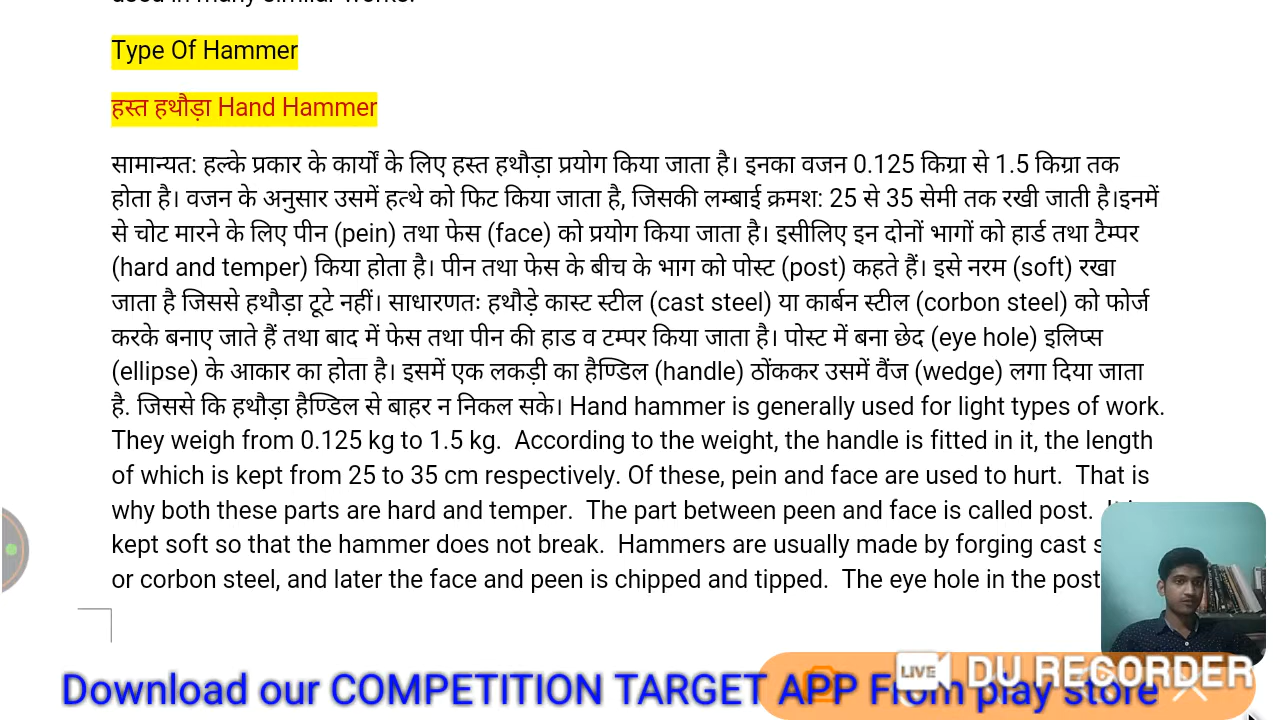 used in many similar works.
Type Of Hammer
हस्त हथौड़ा Hand Hammer
सामान्यत: हल्के प्रकार के कार्यों के लिए हस्त हथौड़ा प्रयोग किया जाता है। इनका वजन 0.125 किग्रा से 1.5 किग्रा तक
होता है। वजन के अनुसार उसमें हत्थे को फिट किया जाता है, जिसकी लम्बाई क्रमश: 25 से 35 सेमी तक रखी जाती है।इनमें
से चोट मारने के लिए पीन (pein) तथा फेस (face) को प्रयोग किया जाता है। इसीलिए इन दोनों भागों को हार्ड तथा टैम्पर
(hard and temper) किया होता है। पीन तथा फेस के बीच के भाग को पोस्ट (post) कहते हैं। इसे नरम (soft) रखा
जाता है जिससे हथौड़ा टूटे नहीं। साधारणतः हथौड़े कास्ट स्टील (cast steel) या कार्बन स्टील (corbon steel) को फोर्ज
करके बनाए जाते हैं तथा बाद में फेस तथा पीन की हाड व टम्पर किया जाता है। पोस्ट में बना छेद (eye hole) इलिप्स
(ellipse) के आकार का होता है। इसमें एक लकड़ी का हैण्डिल (handle) ठोंककर उसमें वैंज (wedge) लगा दिया जाता
है. जिससे कि हथौड़ा हैण्डिल से बाहर न निकल सके। Hand hammer is generally used for light types of work.
They weigh from 0.125 kg to 1.5 kg.  According to the weight, the handle is fitted in it, the length
of which is kept from 25 to 35 cm respectively. Of these, pein and face are used to hurt.  That is
why both these parts are hard and temper.  The part between peen and face is called post.
kept soft so that the hammer does not break.  Hammers are usually made by forging cast
or corbon steel, and later the face and peen is chipped and tipped.  The eye hole in the post
Download our COMPETITION TARGET APP From play store
LIVE DU RECORDER